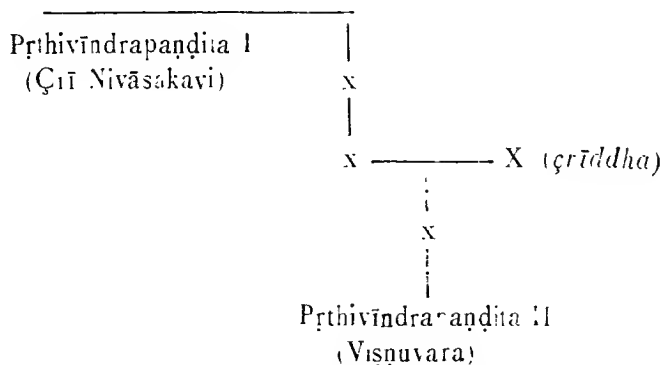 Pṛthivīndrapaṇḍita I
(Çrī Nivāsakavi)
x
x X (çrīddha)
x
Pṛthivīndrapaṇḍita II
(Viṣṇuvara)